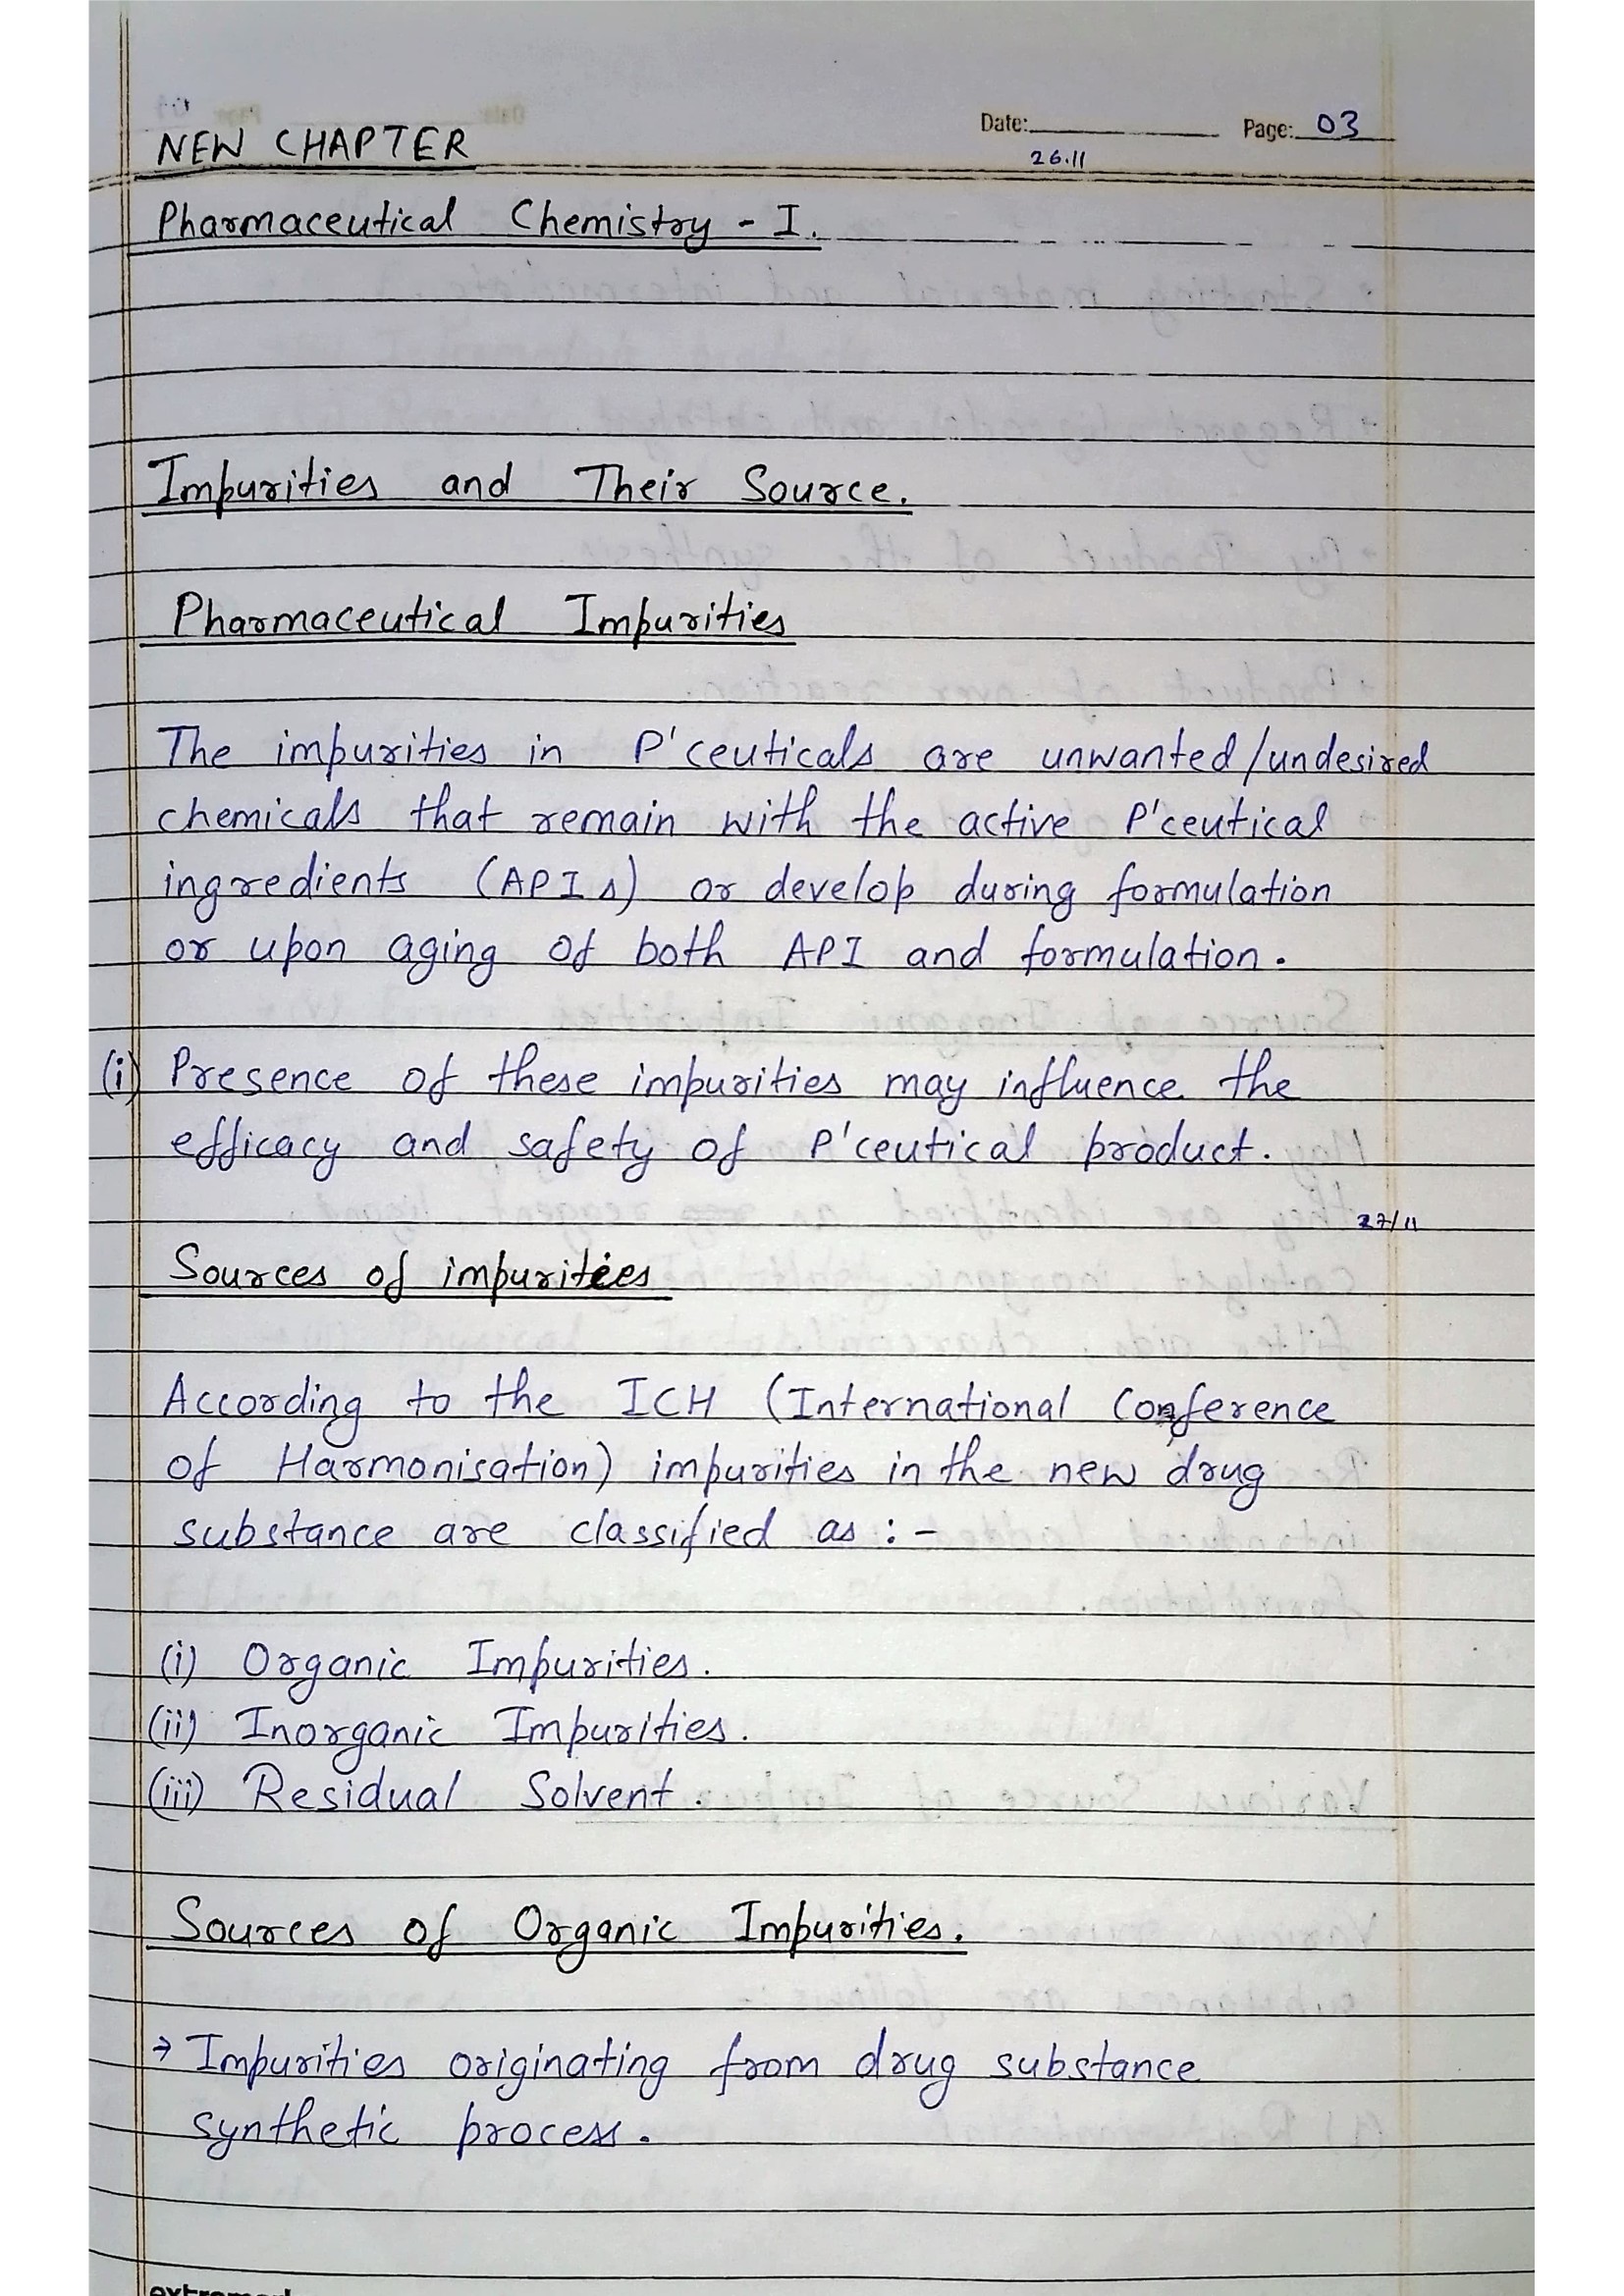 NEW CHAPTER
Date: 26.11 Page: 03
Pharmaceutical Chemistry - I.
Impurities and Their Source.
Pharmaceutical Impurities
The impurities in P'ceuticals are unwanted/undesired
chemicals that remain with the active P'ceutical
ingredients (APIs) or develop during formulation
or upon aging of both API and formulation.
(i) Presence of these impurities may influence the
efficacy and safety of P'ceutical product.
27/11
Sources of impurities
According to the ICH (International Conference
of Harmonisation) impurities in the new drug
substance are classified as :-
(i) Organic Impurities.
(ii) Inorganic Impurities.
(iii) Residual Solvent.
Sources of Organic Impurities.
→ Impurities originating from drug substance
synthetic process.